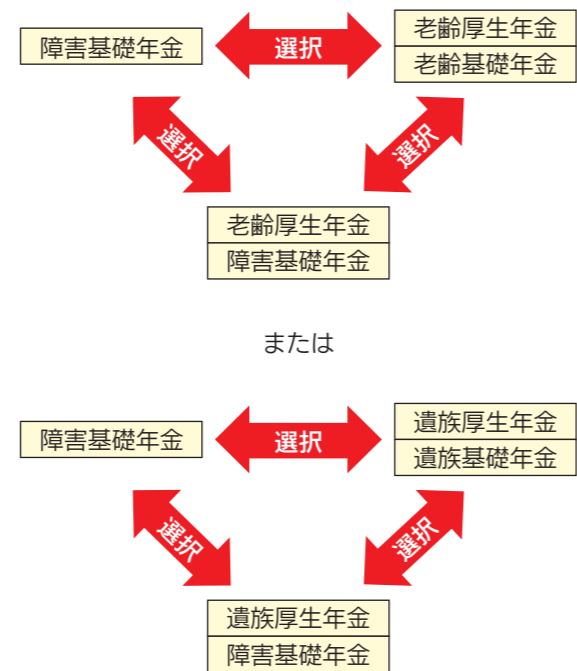 障害基礎年金
選択
老齢厚生年金
老齢基礎年金
選択
選択
老齢厚生年金
障害基礎年金
または
障害基礎年金
選択
遺族厚生年金
遺族基礎年金
選択
選択
遺族厚生年金
障害基礎年金